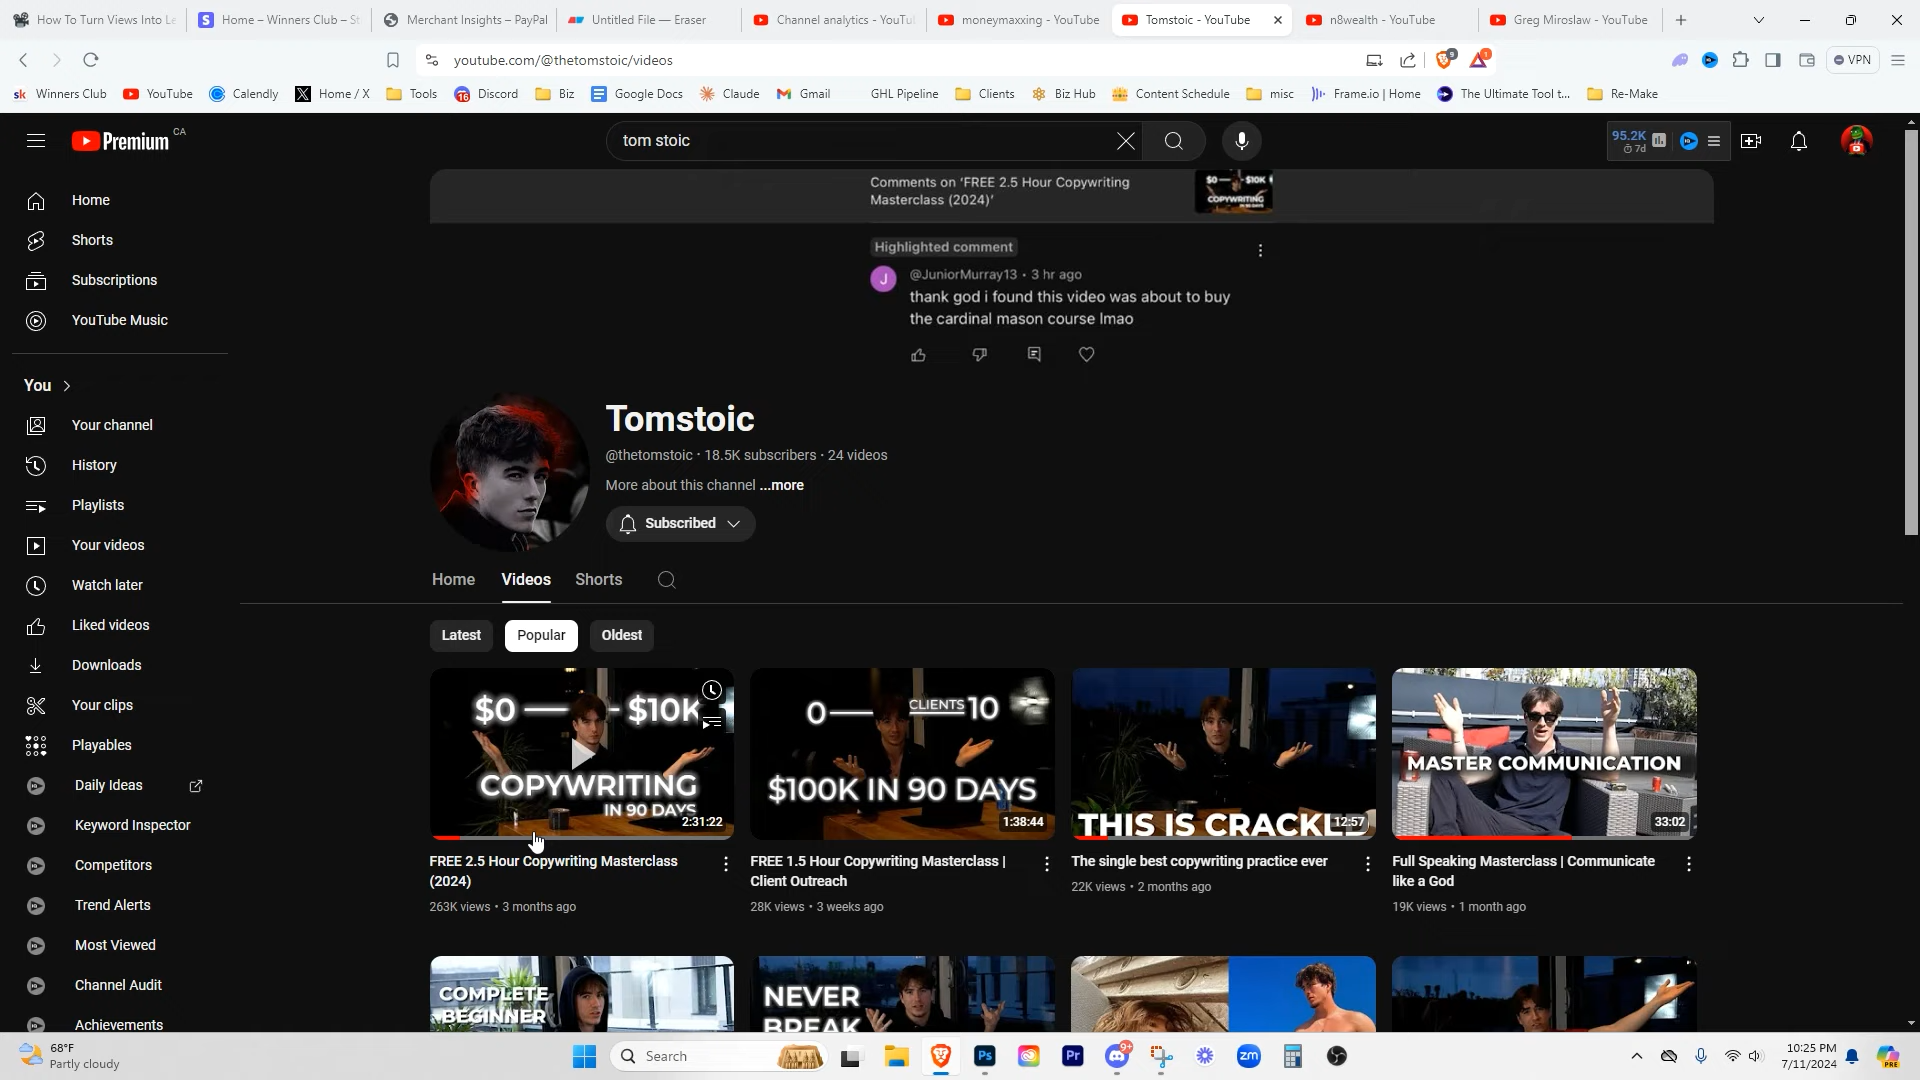 How To Turn Views Into Le
Home – Winners Club – St
Merchant Insights – PayPal
Untitled File — Eraser
Channel analytics - YouTu
moneymaxxing - YouTube
Tomstoic - YouTube
n8wealth - YouTube
Greg Miroslaw - YouTube
youtube.com/@thetomstoic/videos
9
1
VPN
sk Winners Club
YouTube
Calendly
Home / X
Tools
16 Discord
Biz
Google Docs
Claude
Gmail
GHL Pipeline
Clients
Biz Hub
Content Schedule
misc
Frame.io | Home
The Ultimate Tool t...
Re-Make
Premium CA
tom stoic
95.2K
7d
Home
Shorts
Subscriptions
YouTube Music
You
Your channel
History
Playlists
Your videos
Watch later
Liked videos
Downloads
Your clips
Playables
Daily Ideas
Keyword Inspector
Competitors
Trend Alerts
Most Viewed
Channel Audit
Achievements
Comments on ‘FREE 2.5 Hour Copywriting
Masterclass (2024)’
$0 — $10K
COPYWRITING
Highlighted comment
J
@JuniorMurray13 • 3 hr ago
thank god i found this video was about to buy
the cardinal mason course lmao
Tomstoic
@thetomstoic • 18.5K subscribers • 24 videos
More about this channel ...more
Subscribed
Home
Videos
Shorts
Latest
Popular
Oldest
$0 — - $10K
COPYWRITING
IN 90 DAYS
2:31:22
FREE 2.5 Hour Copywriting Masterclass
(2024)
263K views • 3 months ago
0 — CLIENTS 10
$100K IN 90 DAYS
1:38:44
FREE 1.5 Hour Copywriting Masterclass |
Client Outreach
28K views • 3 weeks ago
THIS IS CRACKED
12:57
The single best copywriting practice ever
22K views • 2 months ago
MASTER COMMUNICATION
33:02
Full Speaking Masterclass | Communicate
like a God
19K views • 1 month ago
COMPLETE
BEGINNER
NEVER
BREAK
68°F
Partly cloudy
Search
Ps
Pr
9+
zm
10:25 PM
7/11/2024
PRE